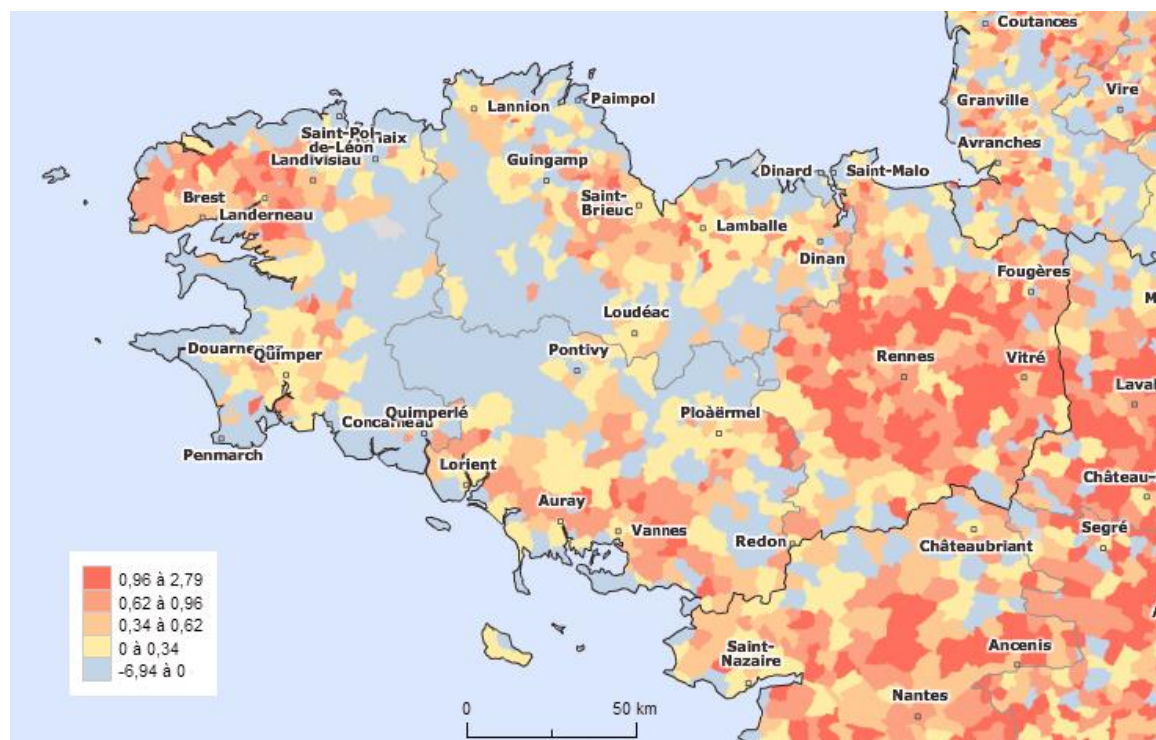 Coutances
Vire
Granville
Avranches
Lannion
Paimpol
Saint-Pol-
de-Léon
Landivisiau
Guingamp
Dinard
Saint-Malo
Brest
Landerneau
Saint-
Brieuc
Lamballe
Dinan
Fougères
Loudéac
Pontivy
Rennes
Vitré
Laval
Quimper
Quimperlé
Ploàërmel
Penmarch
Lorient
Auray
Vannes
Redon
Châteaubriant
Château-
Segré
Saint-
Nazaire
Ancenis
Nantes
0,96 à 2,79
0,62 à 0,96
0,34 à 0,62
0 à 0,34
-6,94 à 0
0 50 km